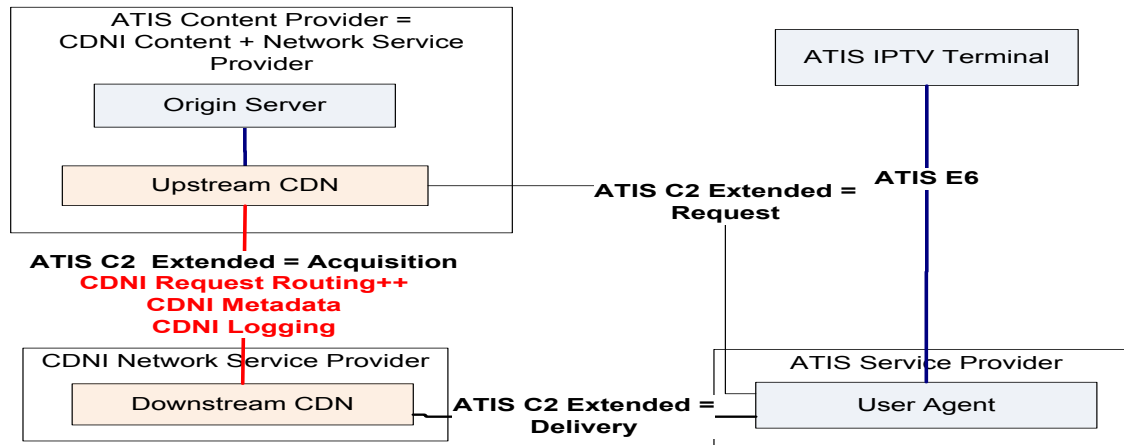 ATIS Content Provider =
CDNI Content + Network Service
Provider
Origin Server
Upstream CDN
ATIS IPTV Terminal
ATIS C2 Extended =
Request
ATIS E6
ATIS C2  Extended = Acquisition
CDNI Request Routing++
CDNI Metadata
CDNI Logging
CDNI Network Service Provider
Downstream CDN
ATIS C2 Extended =
Delivery
ATIS Service Provider
User Agent